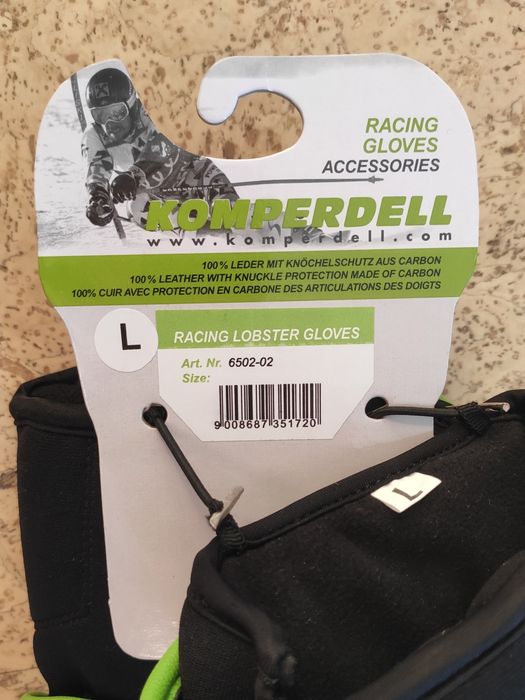 RACING
GLOVES
ACCESSORIES
KOMPERDELL
www.komperdell.com
100% LEDER MIT KNÖCHELSCHUTZ AUS CARBON
100% LEATHER WITH KNUCKLE PROTECTION MADE OF CARBON
100% CUIR AVEC PROTECTION EN CARBONE DES ARTICULATIONS DES DOIGTS
L
RACING LOBSTER GLOVES
Art. Nr. 6502-02
Size:
9 008687 351720
L